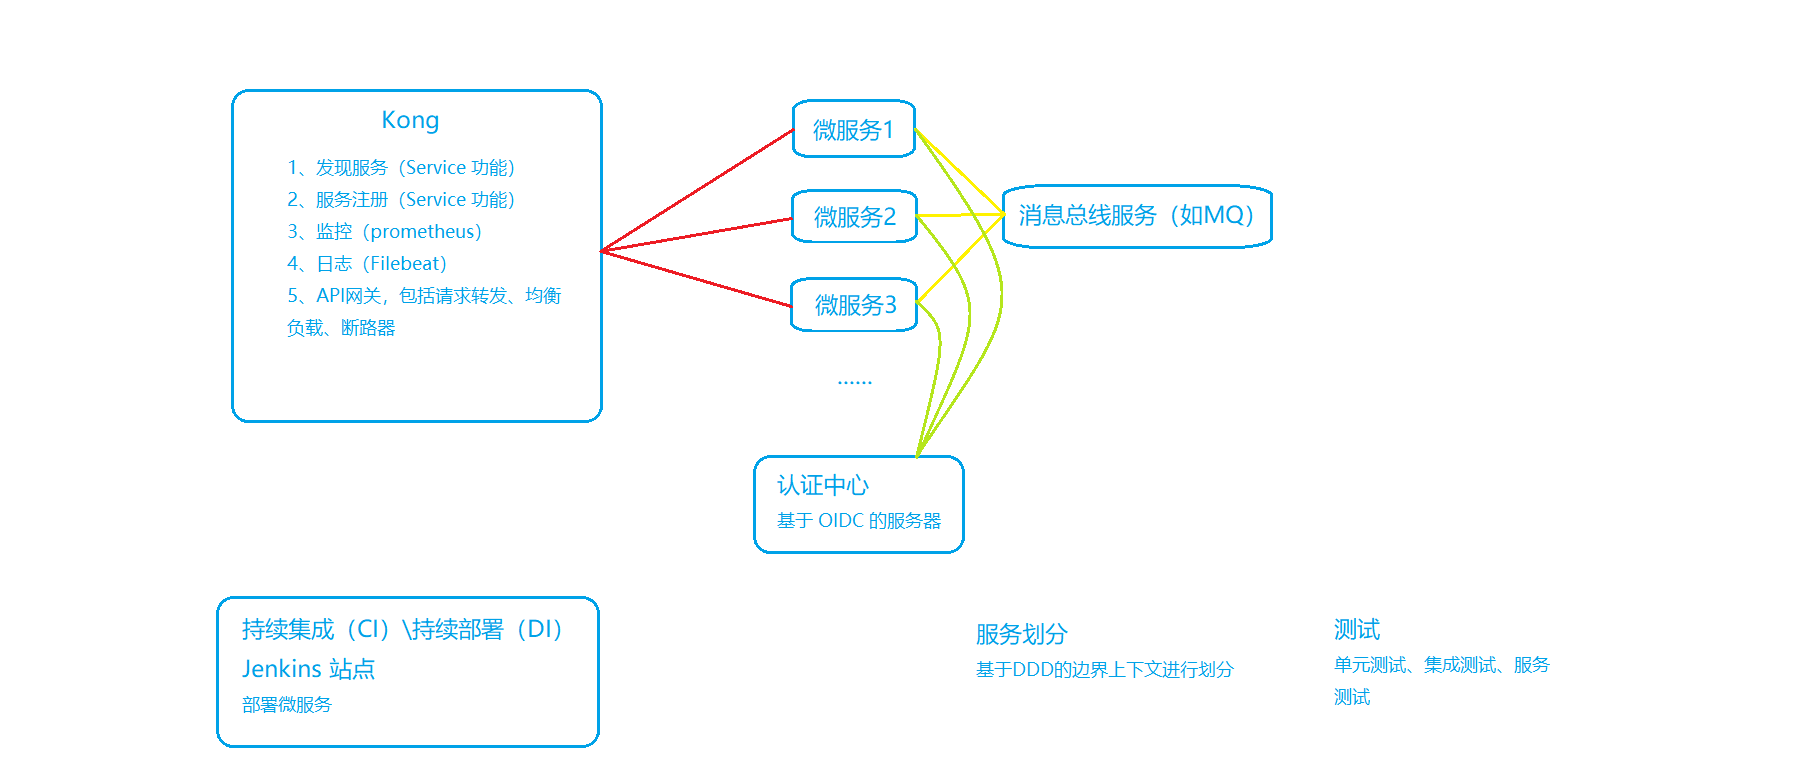 Kong
1、发现服务（Service 功能）
2、服务注册（Service 功能）
3、监控（prometheus）
4、日志（Filebeat）
5、API网关，包括请求转发、均衡
负载、断路器
微服务1
微服务2
微服务3
……
消息总线服务（如MQ）
认证中心
基于 OIDC 的服务器
持续集成（CI）\持续部署（DI）
Jenkins 站点
部署微服务
服务划分
基于DDD的边界上下文进行划分
测试
单元测试、集成测试、服务
测试